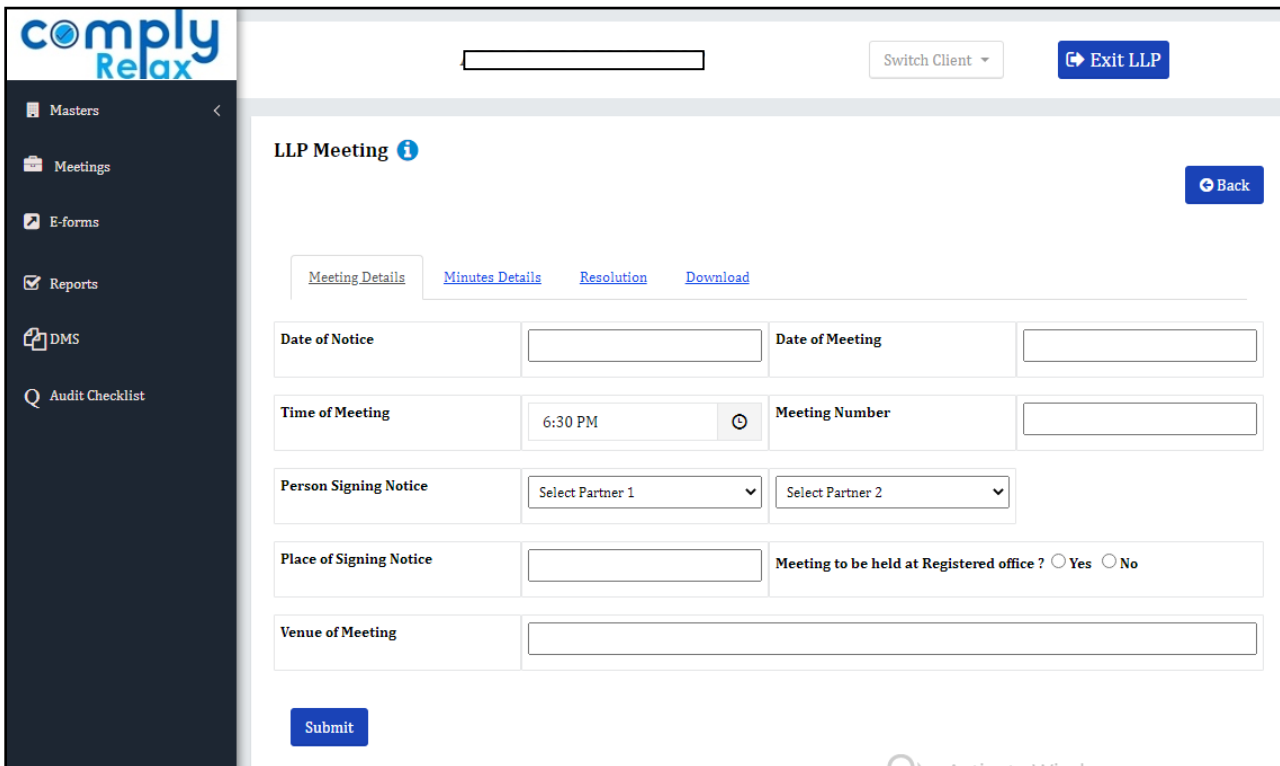 comply
Relax
Switch Client
Exit LLP
Masters
Meetings
E-forms
Reports
DMS
Audit Checklist
LLP Meeting
Back
Meeting Details Minutes Details Resolution Download
Date of Notice Date of Meeting
Time of Meeting 6:30 PM Meeting Number
Person Signing Notice Select Partner 1 Select Partner 2
Place of Signing Notice Meeting to be held at Registered office ? Yes No
Venue of Meeting
Submit